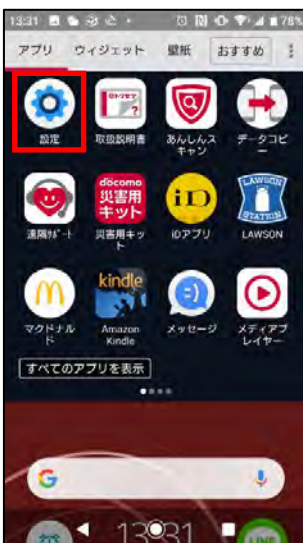 13:31
78%
アプリ ウィジェット 壁紙 おすすめ
設定
取扱説明書
あんしんス
キャン
データコピ
ー
docomo
災害用
キット
iD
LAWSON
STATION
遠隔サポート
災害用キッ
ト
iDアプリ
LAWSON
kindle
マクドナル
ド
Amazon
Kindle
メッセージ
メディアプ
レイヤー
すべてのアプリを表示
G
13:31
LINE